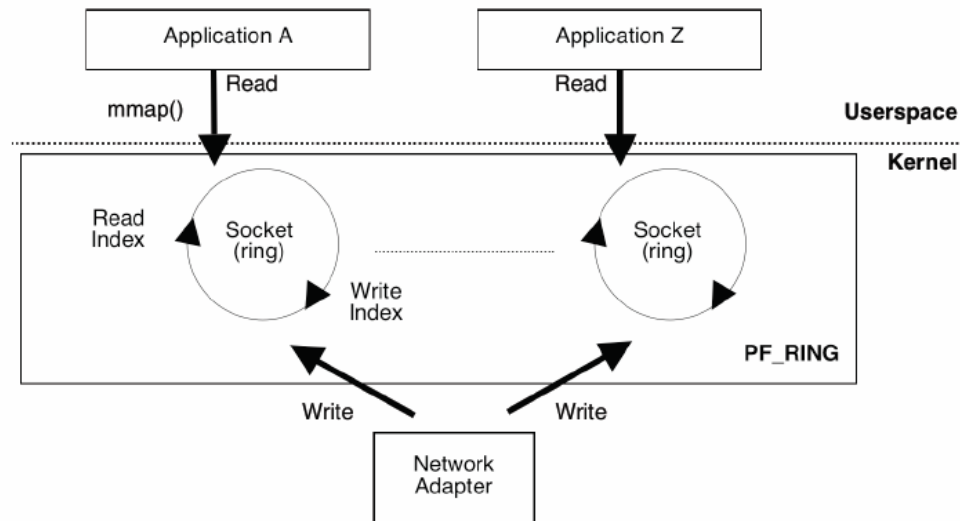 Application A
Application Z
Read
Read
mmap()
Userspace
Kernel
Read
Index
Socket
(ring)
Socket
(ring)
Write
Index
PF_RING
Write
Write
Network
Adapter